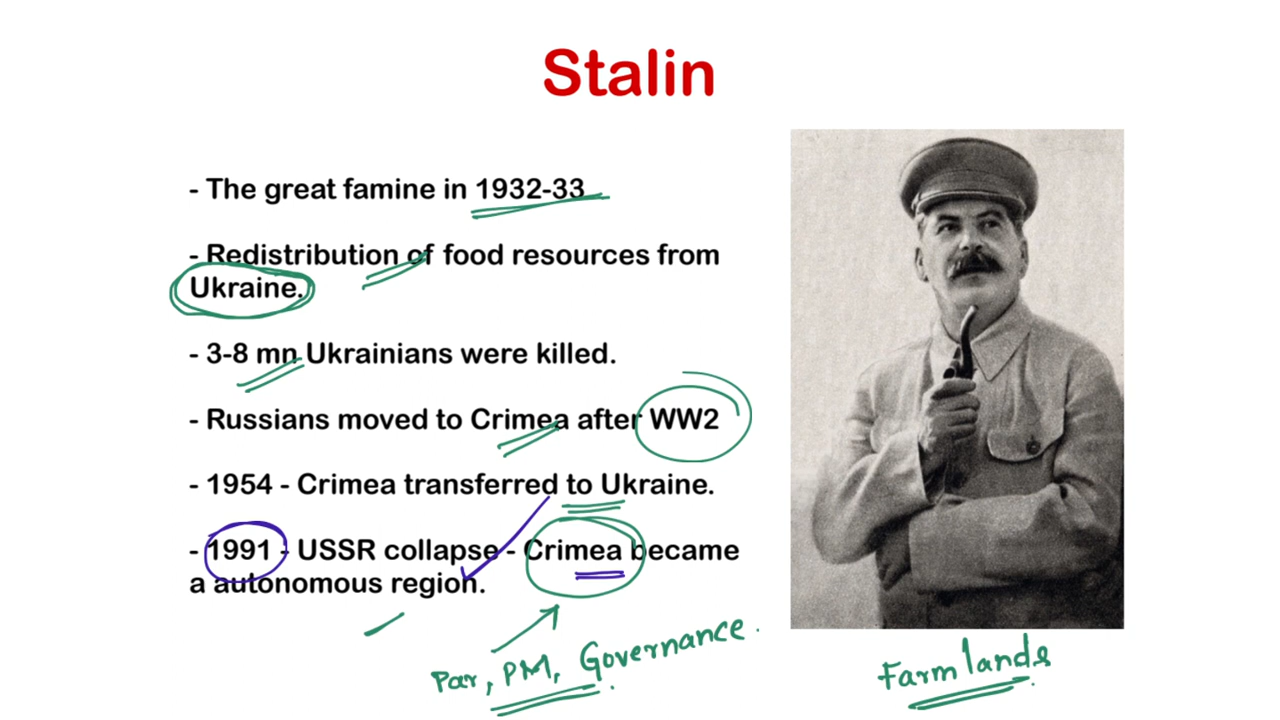 Stalin
- The great famine in 1932-33
- Redistribution of food resources from
Ukraine.
- 3-8 mn Ukrainians were killed.
- Russians moved to Crimea after WW2
- 1954 - Crimea transferred to Ukraine.
- 1991 - USSR collapse - Crimea became
a autonomous region.
Par, PM, Governance.
Farmlands